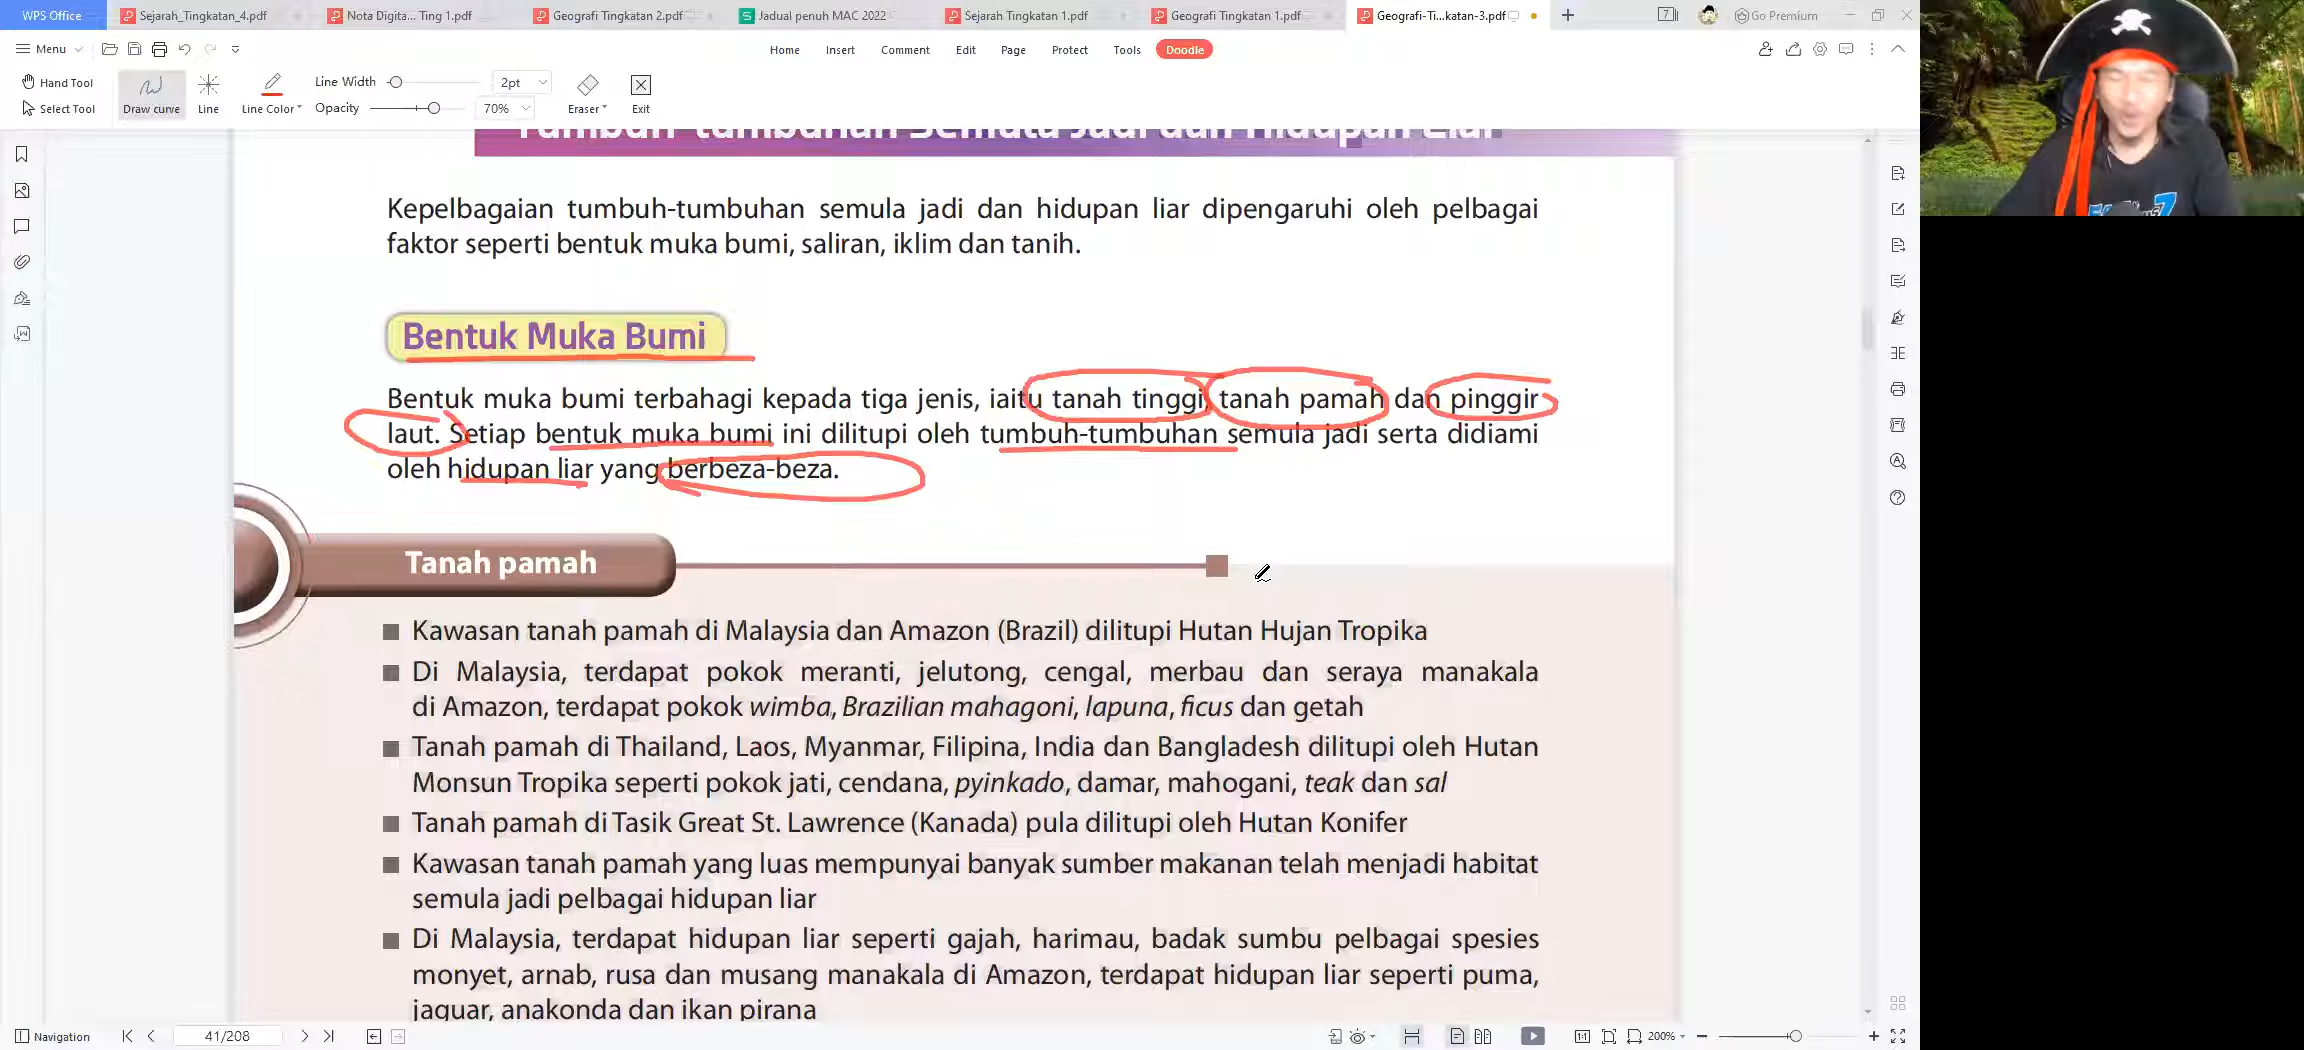 WPS Office
Sejarah_Tingkatan_4.pdf
Nota Digita... Ting 1.pdf
Geografi Tingkatan 2.pdf
Jadual penuh MAC 2022
Sejarah Tingkatan 1.pdf
Geografi Tingkatan 1.pdf
Geografi-Ti...katan-3.pdf
7
Go Premium
Menu
Home Insert Comment Edit Page Protect Tools Doodle
Hand Tool
Select Tool
Draw curve
Line
Line Color
Line Width 2pt
Opacity 70%
Eraser
Exit
Tumbuh-tumbuhan Semula Jadi dan Hidupan Liar
Kepelbagaian tumbuh-tumbuhan semula jadi dan hidupan liar dipengaruhi oleh pelbagai
faktor seperti bentuk muka bumi, saliran, iklim dan tanih.
Bentuk Muka Bumi
Bentuk muka bumi terbahagi kepada tiga jenis, iaitu tanah tinggi, tanah pamah dan pinggir
laut. Setiap bentuk muka bumi ini dilitupi oleh tumbuh-tumbuhan semula jadi serta didiami
oleh hidupan liar yang berbeza-beza.
Tanah pamah
Kawasan tanah pamah di Malaysia dan Amazon (Brazil) dilitupi Hutan Hujan Tropika
Di Malaysia, terdapat pokok meranti, jelutong, cengal, merbau dan seraya manakala
di Amazon, terdapat pokok wimba, Brazilian mahagoni, lapuna, ficus dan getah
Tanah pamah di Thailand, Laos, Myanmar, Filipina, India dan Bangladesh dilitupi oleh Hutan
Monsun Tropika seperti pokok jati, cendana, pyinkado, damar, mahogani, teak dan sal
Tanah pamah di Tasik Great St. Lawrence (Kanada) pula dilitupi oleh Hutan Konifer
Kawasan tanah pamah yang luas mempunyai banyak sumber makanan telah menjadi habitat
semula jadi pelbagai hidupan liar
Di Malaysia, terdapat hidupan liar seperti gajah, harimau, badak sumbu pelbagai spesies
monyet, arnab, rusa dan musang manakala di Amazon, terdapat hidupan liar seperti puma,
jaguar, anakonda dan ikan pirana
Navigation
41/208
200%